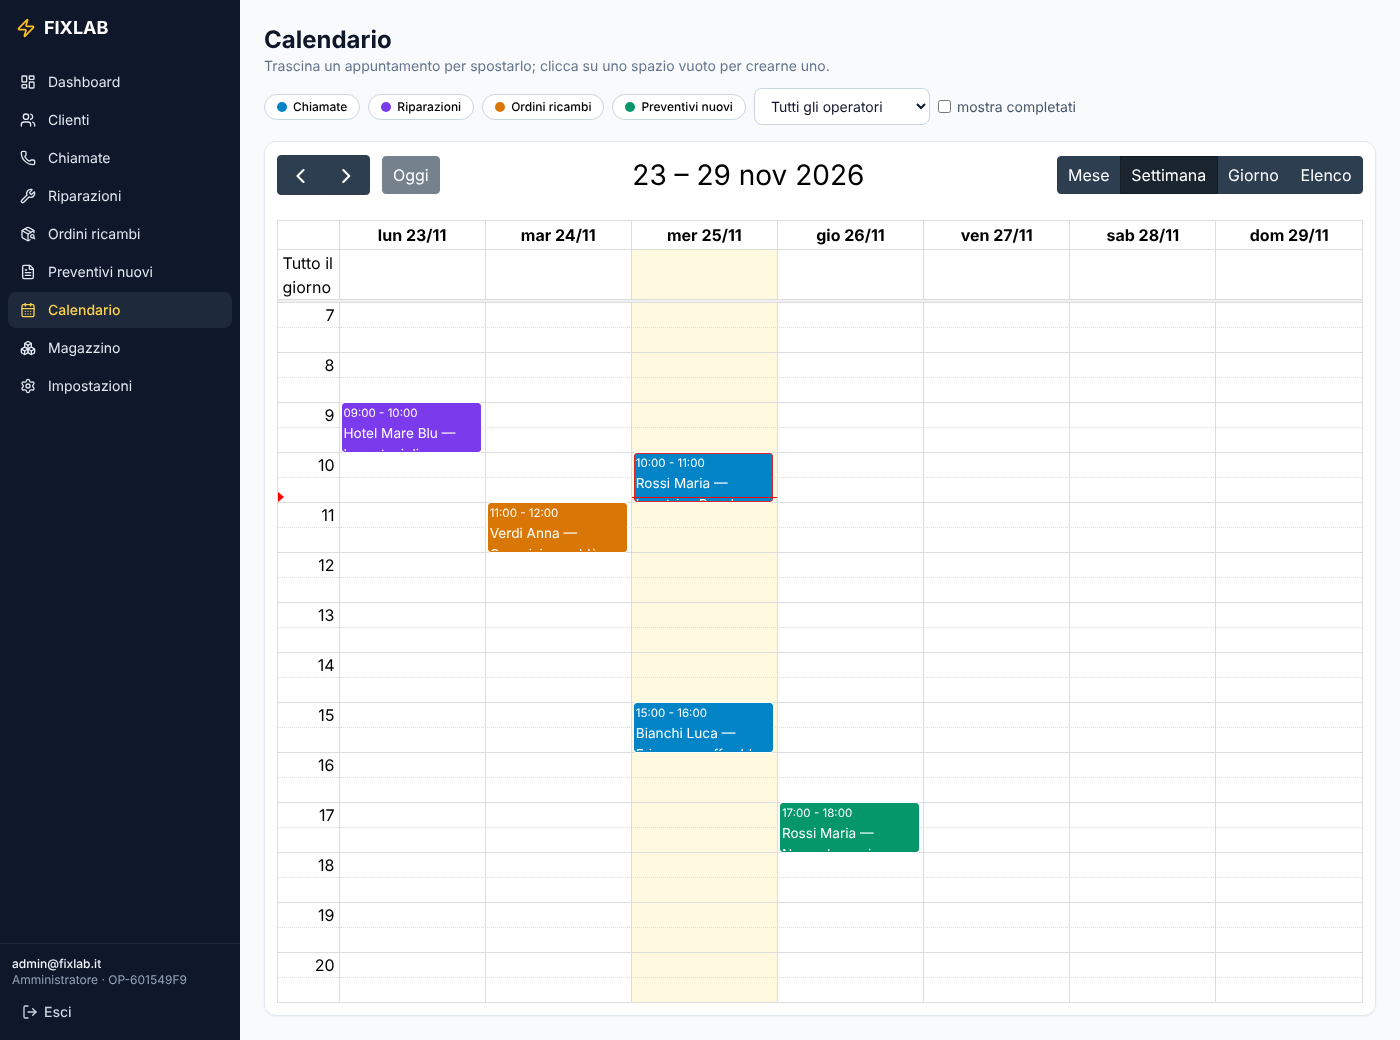 FIXLAB
Dashboard
Clienti
Chiamate
Riparazioni
Ordini ricambi
Preventivi nuovi
Calendario
Magazzino
Impostazioni
admin@fixlab.it
Amministratore · OP-601549F9
Esci
Calendario
Trascina un appuntamento per spostarlo; clicca su uno spazio vuoto per crearne uno.
Chiamate Riparazioni Ordini ricambi Preventivi nuovi Tutti gli operatori mostra completati
Oggi 23 – 29 nov 2026 Mese Settimana Giorno Elenco
lun 23/11 mar 24/11 mer 25/11 gio 26/11 ven 27/11 sab 28/11 dom 29/11
Tutto il
giorno
7
8
9
09:00 - 10:00
Hotel Mare Blu —
10
10:00 - 11:00
Rossi Maria —
11
11:00 - 12:00
Verdi Anna —
12
13
14
15
15:00 - 16:00
Bianchi Luca —
16
17
17:00 - 18:00
Rossi Maria —
18
19
20